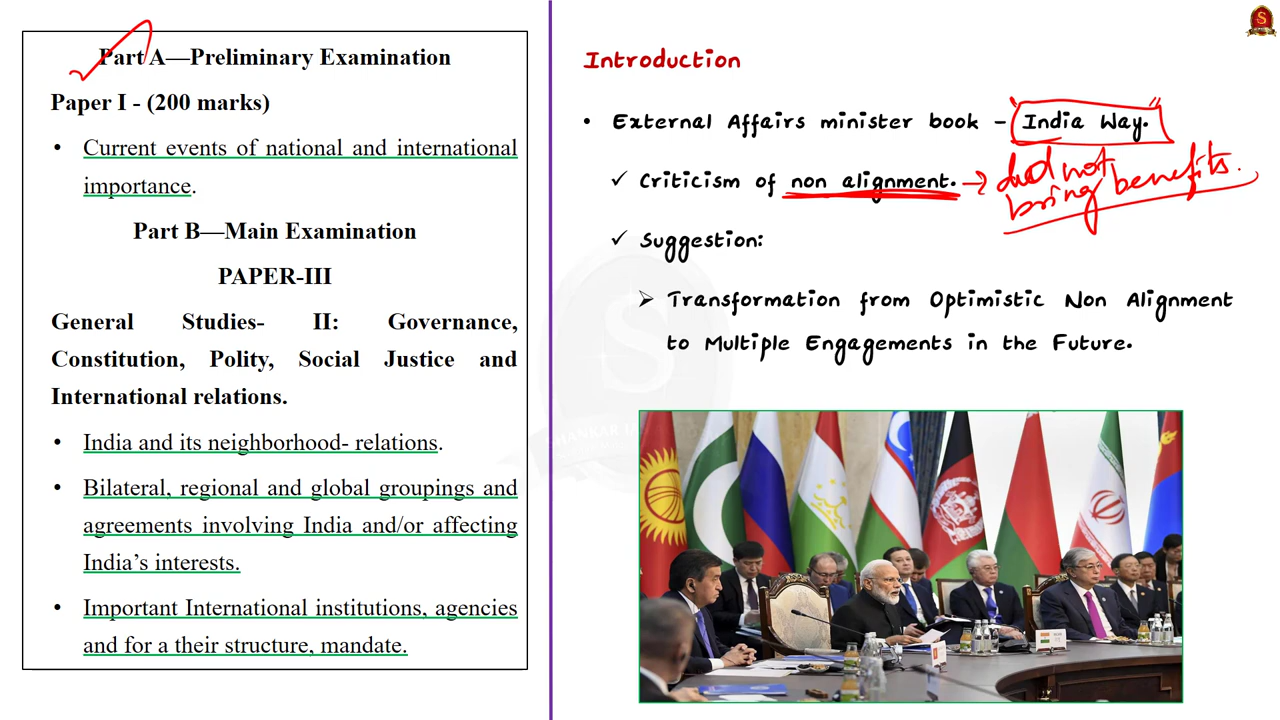 Part A—Preliminary Examination
Paper I - (200 marks)
• Current events of national and international
importance.
Part B—Main Examination
PAPER-III
General Studies- II: Governance,
Constitution, Polity, Social Justice and
International relations.
• India and its neighborhood- relations.
• Bilateral, regional and global groupings and
agreements involving India and/or affecting
India’s interests.
• Important International institutions, agencies
and for a their structure, mandate.
Introduction
• External Affairs minister book - "India Way."
✓ Criticism of non alignment. → did not
bring benefits.
✓ Suggestion:
➢ Transformation from Optimistic Non Alignment
to Multiple Engagements in the Future.